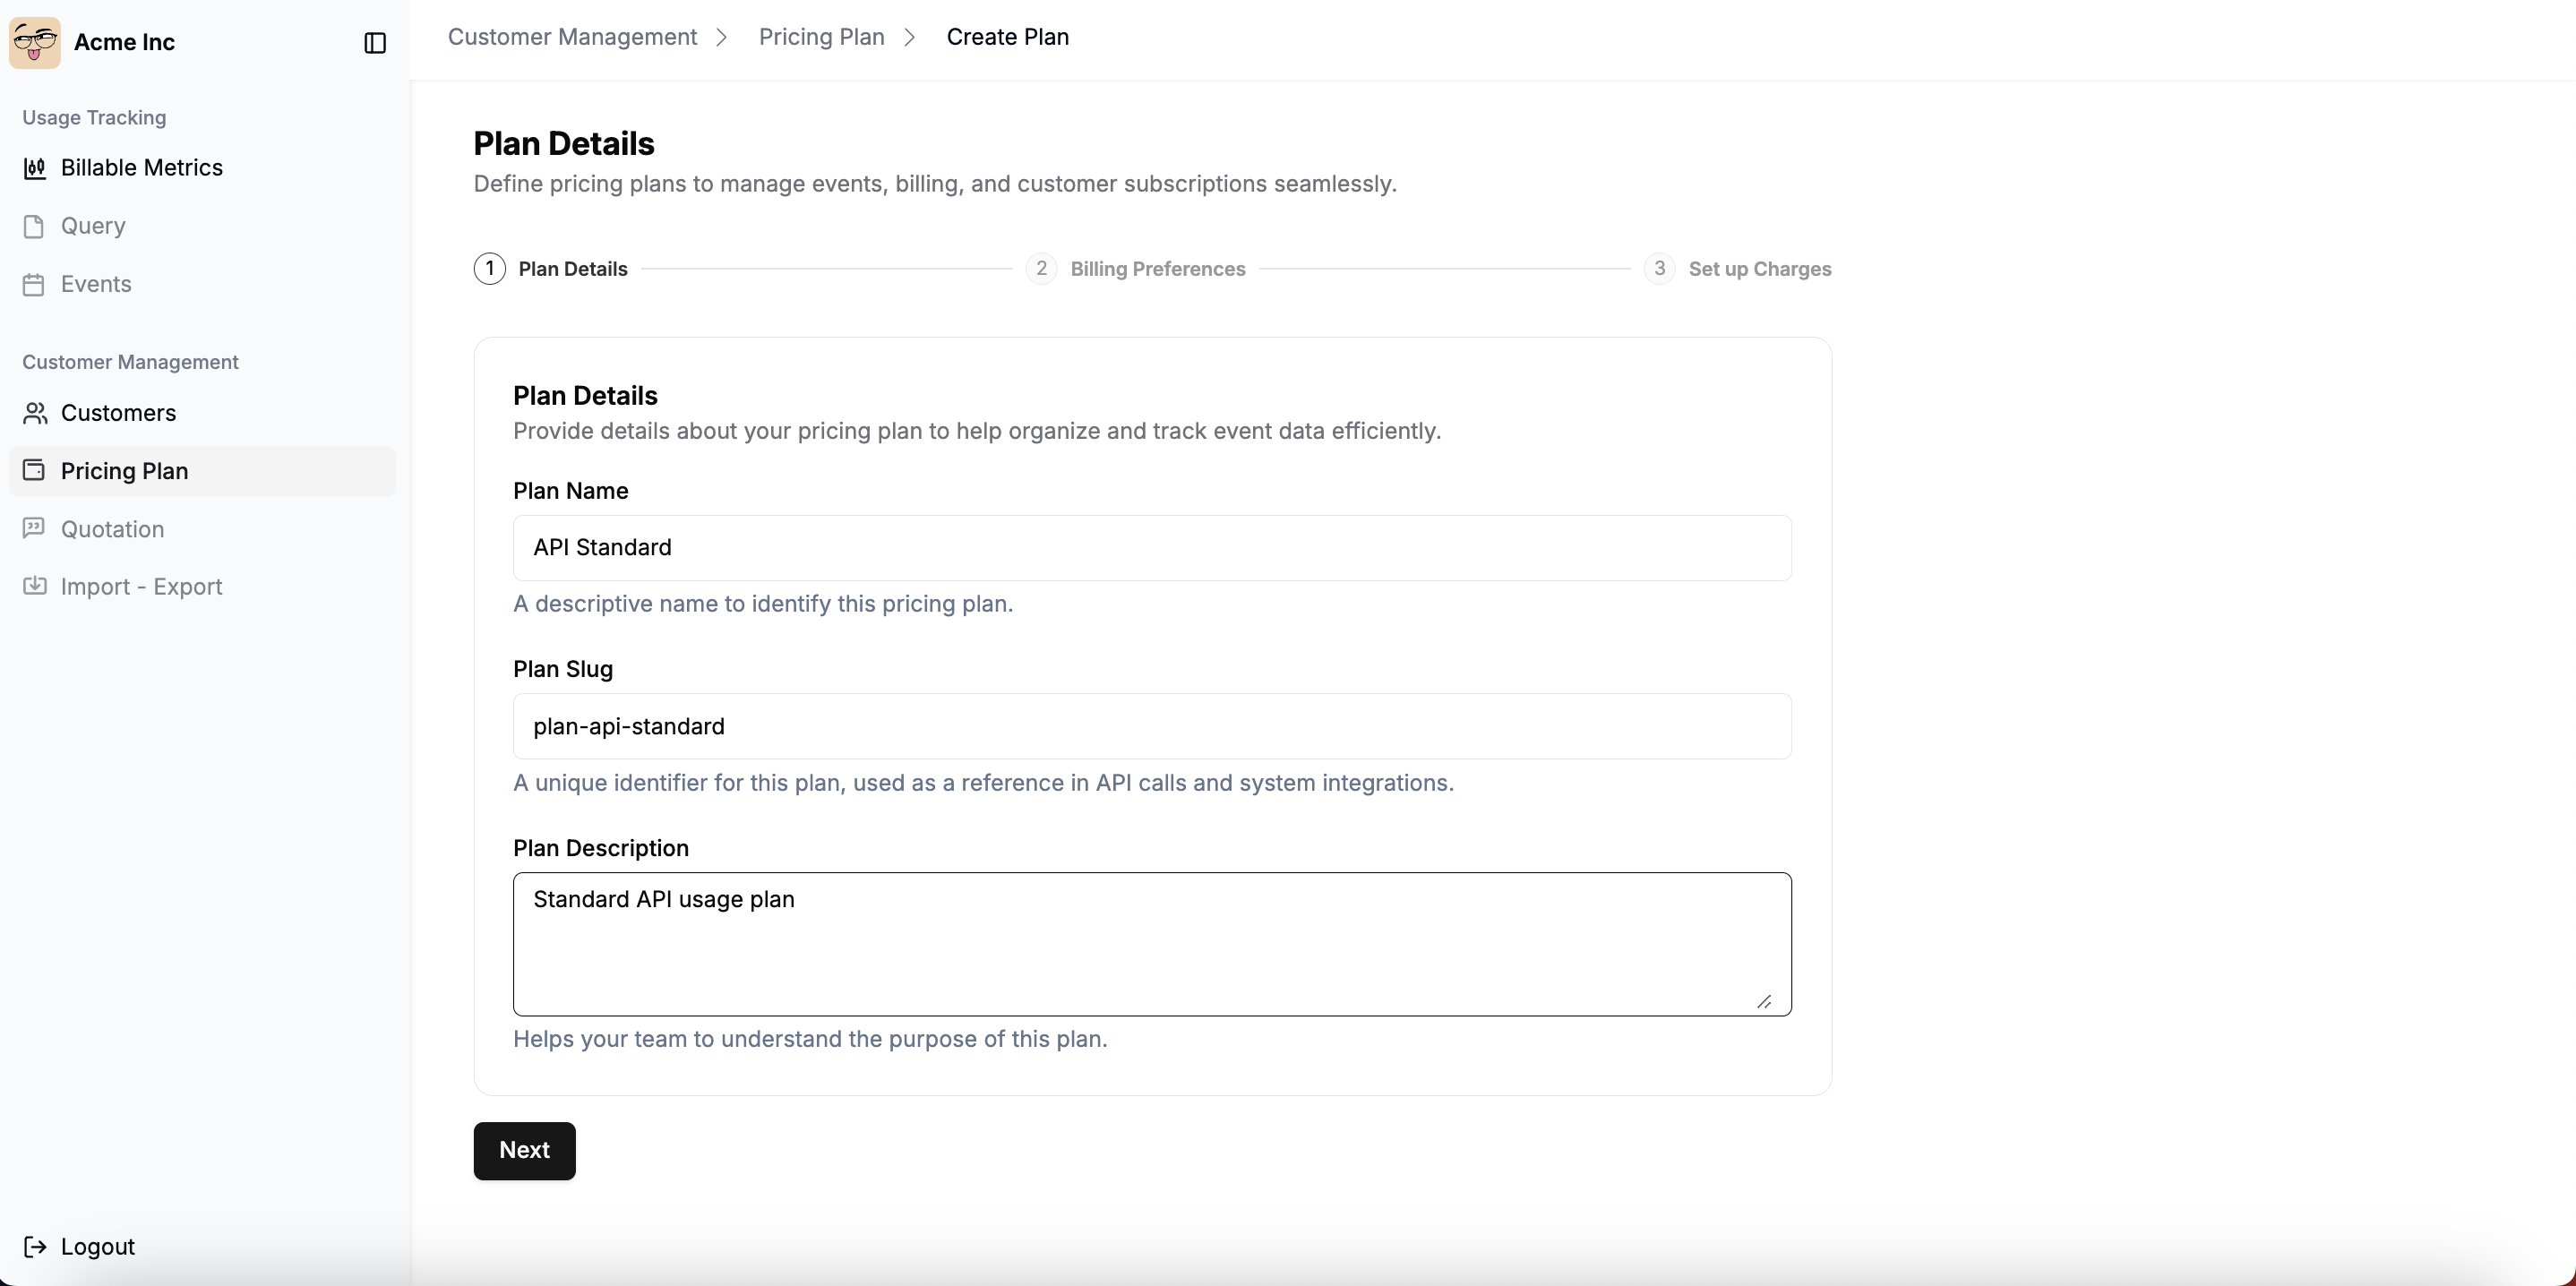 Acme Inc
Usage Tracking
Billable Metrics
Query
Events
Customer Management
Customers
Pricing Plan
Quotation
Import - Export
Logout
Customer Management > Pricing Plan > Create Plan
Plan Details
Define pricing plans to manage events, billing, and customer subscriptions seamlessly.
1 Plan Details 2 Billing Preferences 3 Set up Charges
Plan Details
Provide details about your pricing plan to help organize and track event data efficiently.
Plan Name
API Standard
A descriptive name to identify this pricing plan.
Plan Slug
plan-api-standard
A unique identifier for this plan, used as a reference in API calls and system integrations.
Plan Description
Standard API usage plan
Helps your team to understand the purpose of this plan.
Next